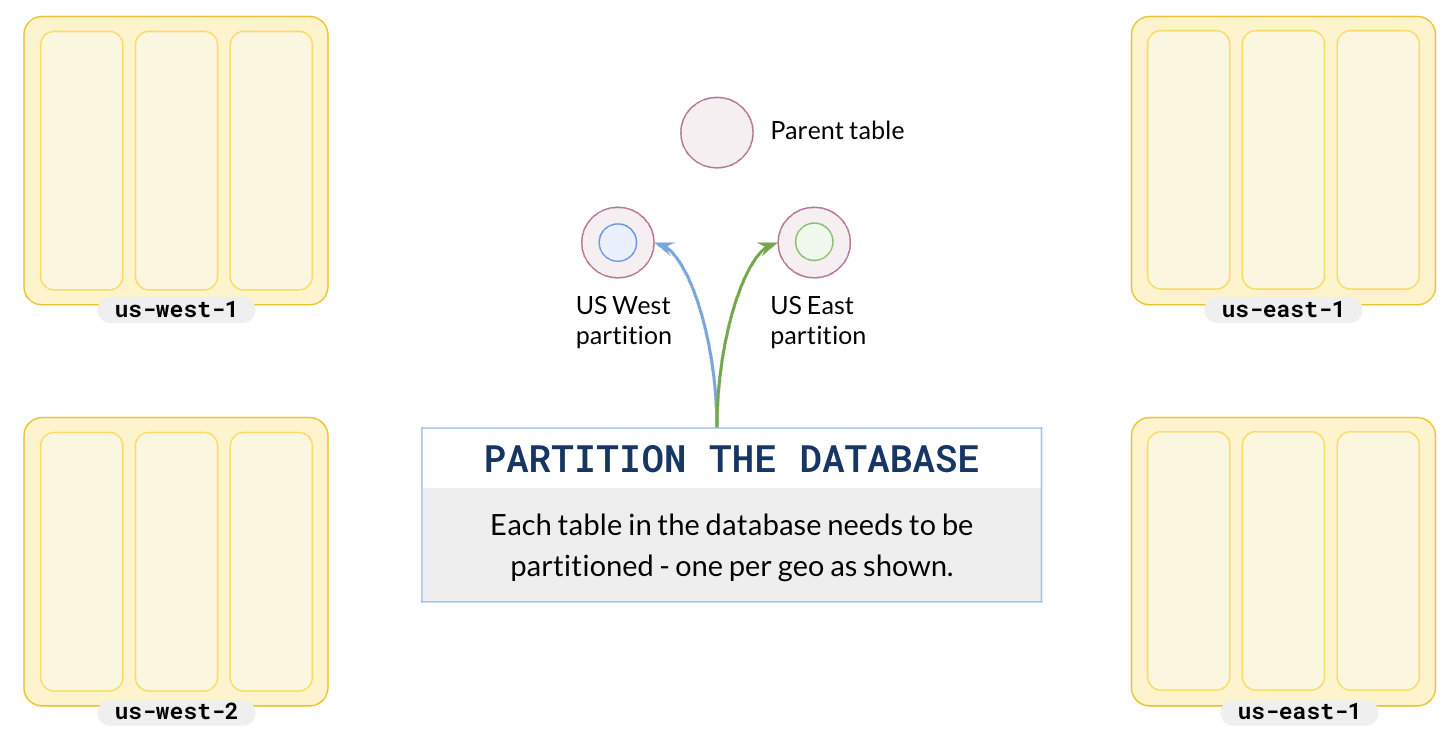 Parent table
US West
partition
US East
partition
us-west-1
us-east-1
PARTITION THE DATABASE
Each table in the database needs to be
partitioned - one per geo as shown.
us-west-2
us-east-1